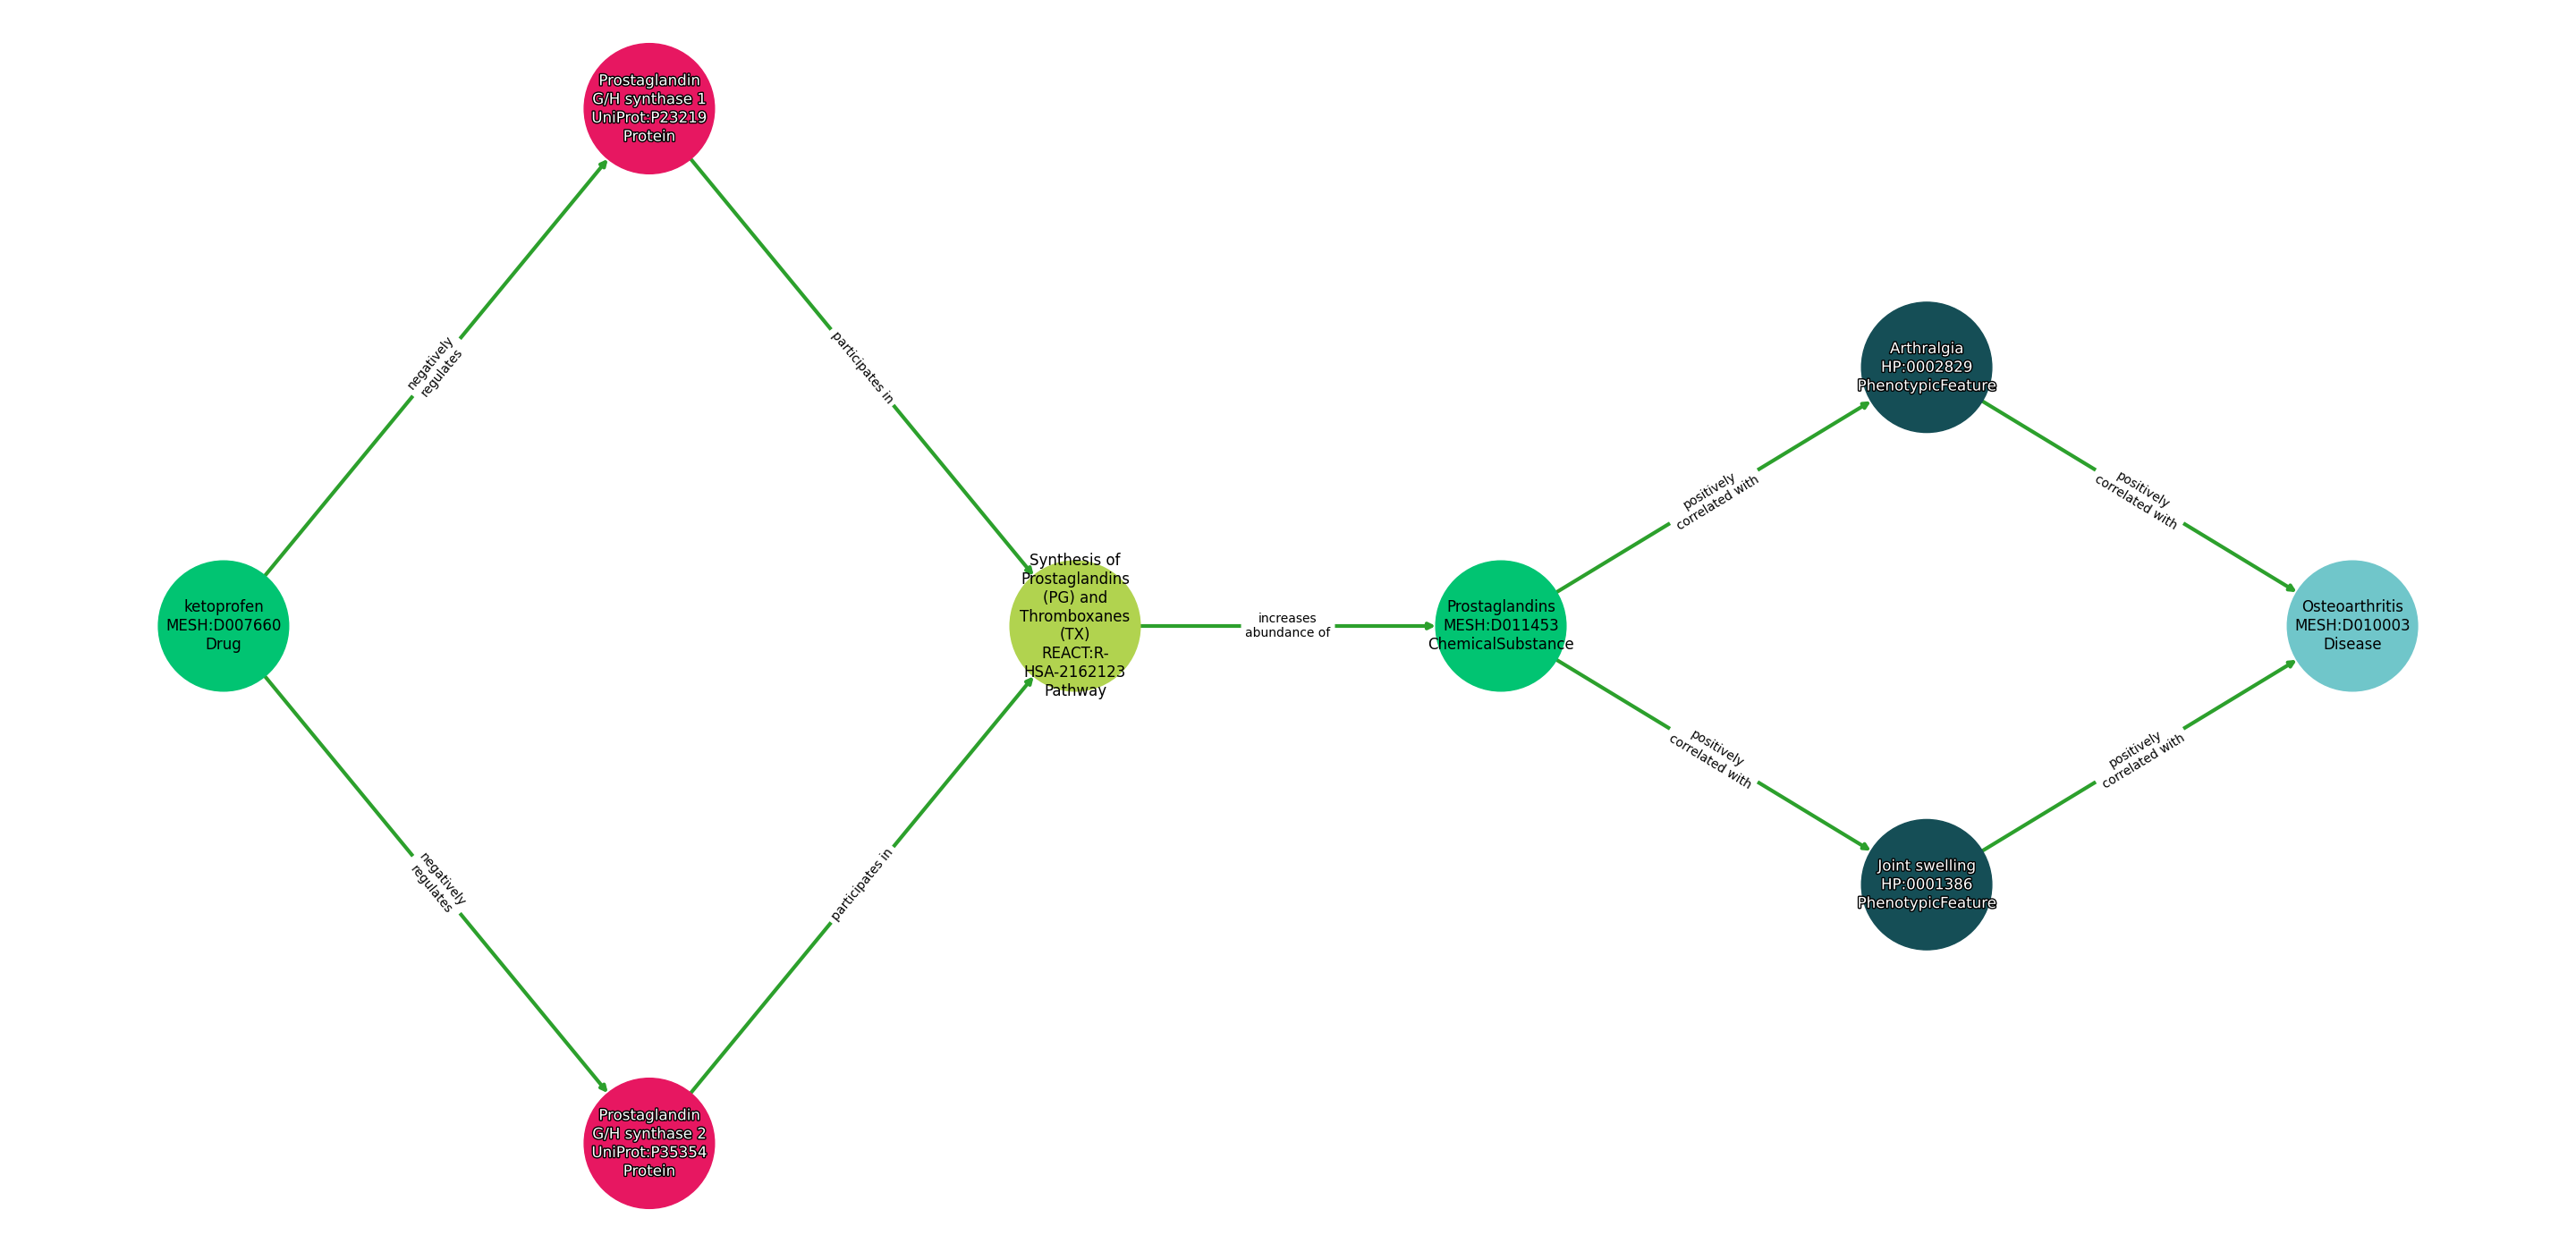 Prostaglandin
G/H synthase 1
UniProt:P23219
Protein
negatively
regulates
participates in
Arthralgia
HP:0002829
PhenotypicFeature
positively
correlated with
positively
correlated with
ketoprofen
MESH:D007660
Drug
Synthesis of
Prostaglandins
(PG) and
Thromboxanes
(TX)
REACT:R-
HSA-2162123
Pathway
increases
abundance of
Prostaglandins
MESH:D011453
ChemicalSubstance
Osteoarthritis
MESH:D010003
Disease
positively
correlated with
positively
correlated with
negatively
regulates
participates in
Joint swelling
HP:0001386
PhenotypicFeature
Prostaglandin
G/H synthase 2
UniProt:P35354
Protein